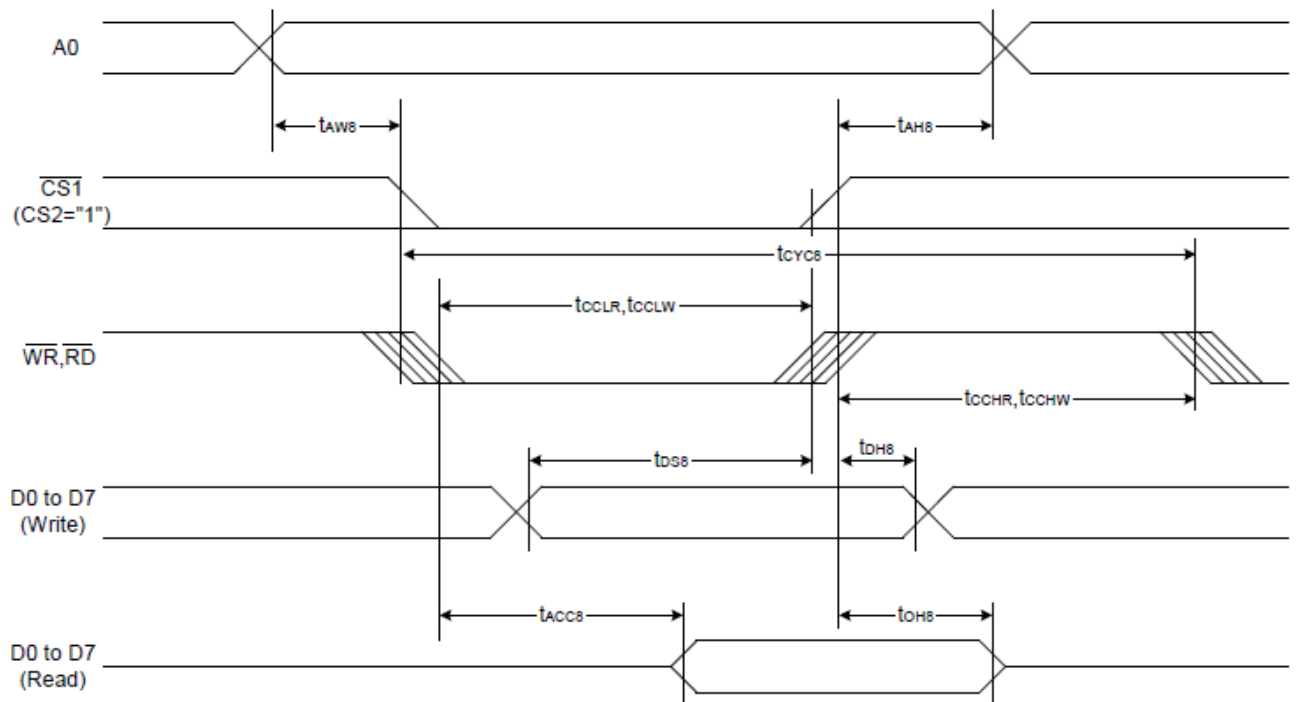 A0
tAW8
tAH8
CS1
(CS2="1")
tCYC8
tCCLR,tCCLW
WR,RD
tCCHR,tCCHW
tDS8
tDH8
D0 to D7
(Write)
tACC8
tOH8
D0 to D7
(Read)